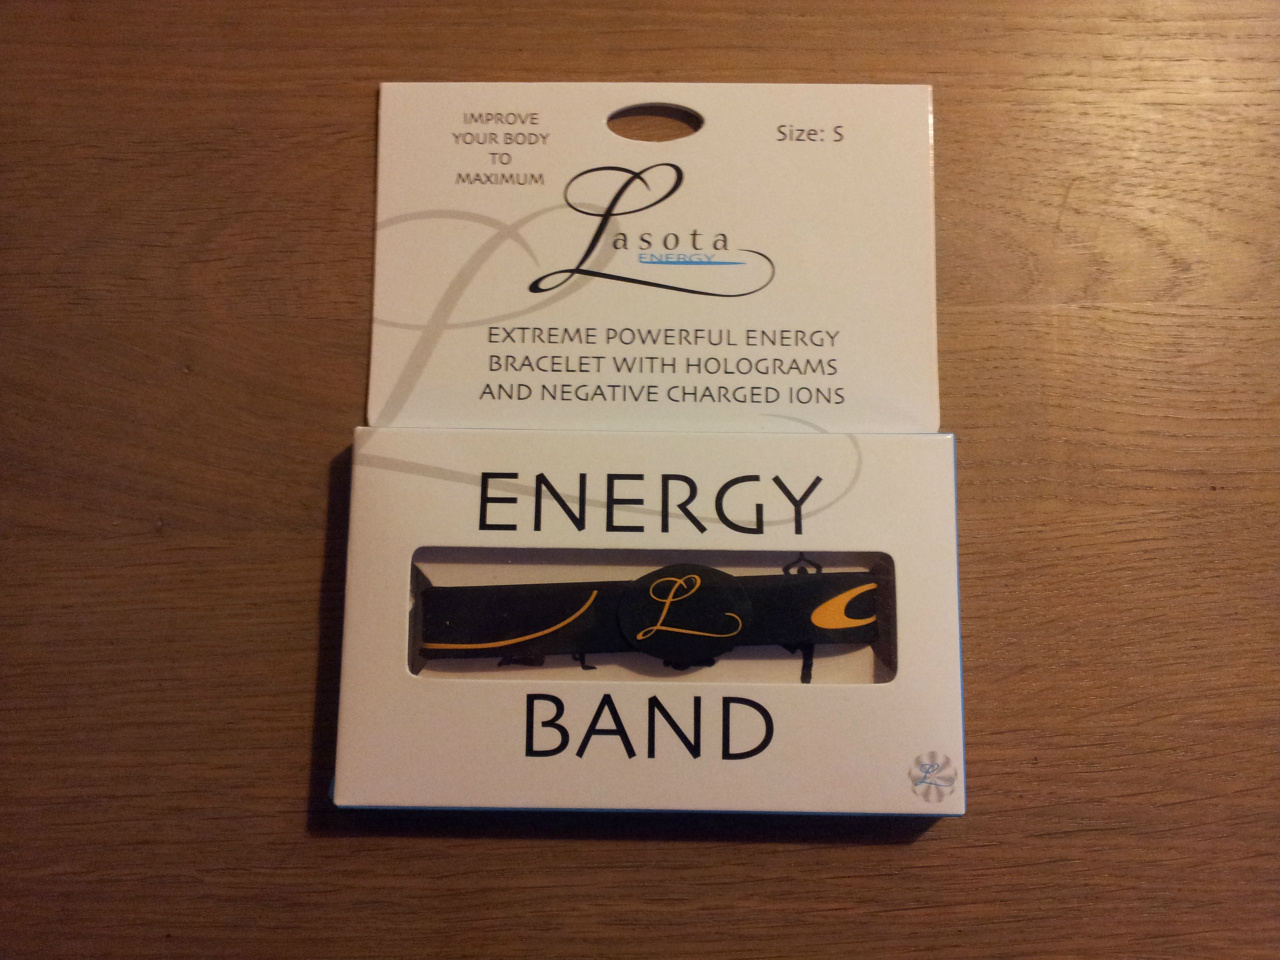 IMPROVE
YOUR BODY
TO
MAXIMUM
Size: S
Lasota
ENERGY
EXTREME POWERFUL ENERGY
BRACELET WITH HOLOGRAMS
AND NEGATIVE CHARGED IONS
ENERGY
L
BAND
L